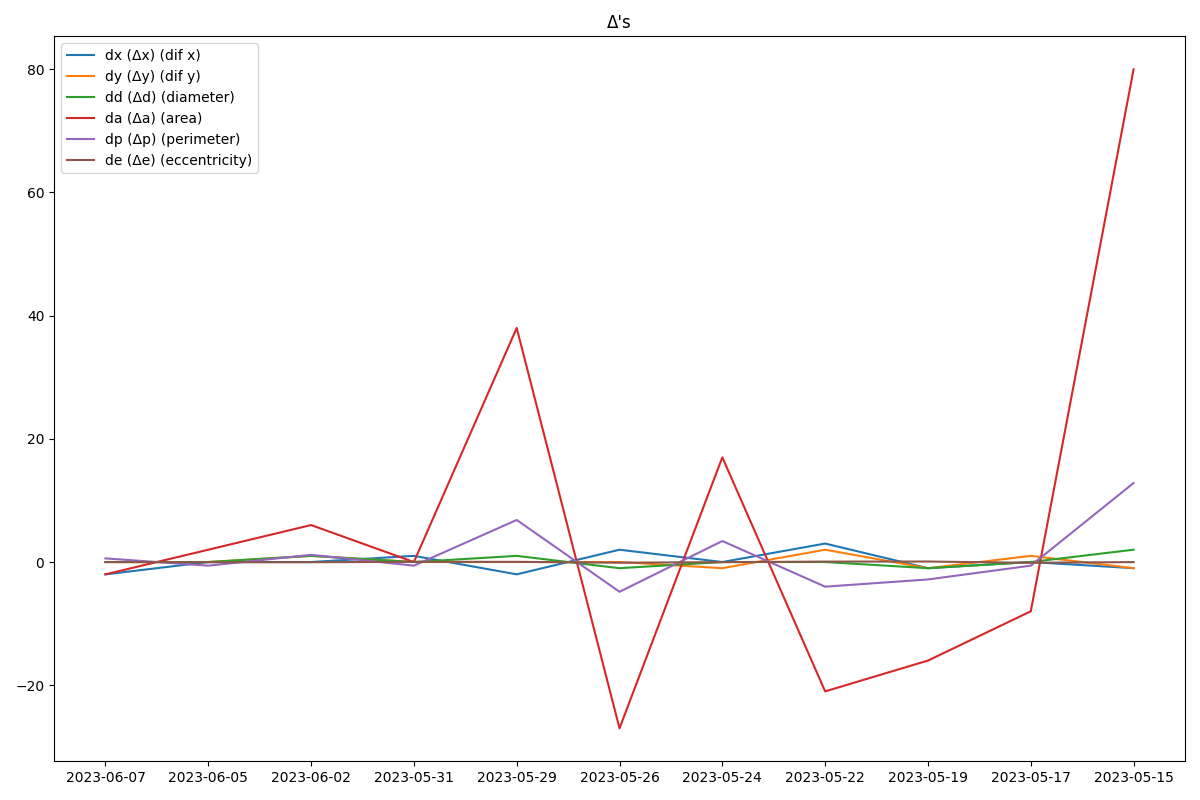 Δ's
dx (Δx) (dif x)
dy (Δy) (dif y)
dd (Δd) (diameter)
da (Δa) (area)
dp (Δp) (perimeter)
de (Δe) (eccentricity)
80
60
40
20
0
−20
2023-06-07 2023-06-05 2023-06-02 2023-05-31 2023-05-29 2023-05-26 2023-05-24 2023-05-22 2023-05-19 2023-05-17 2023-05-15